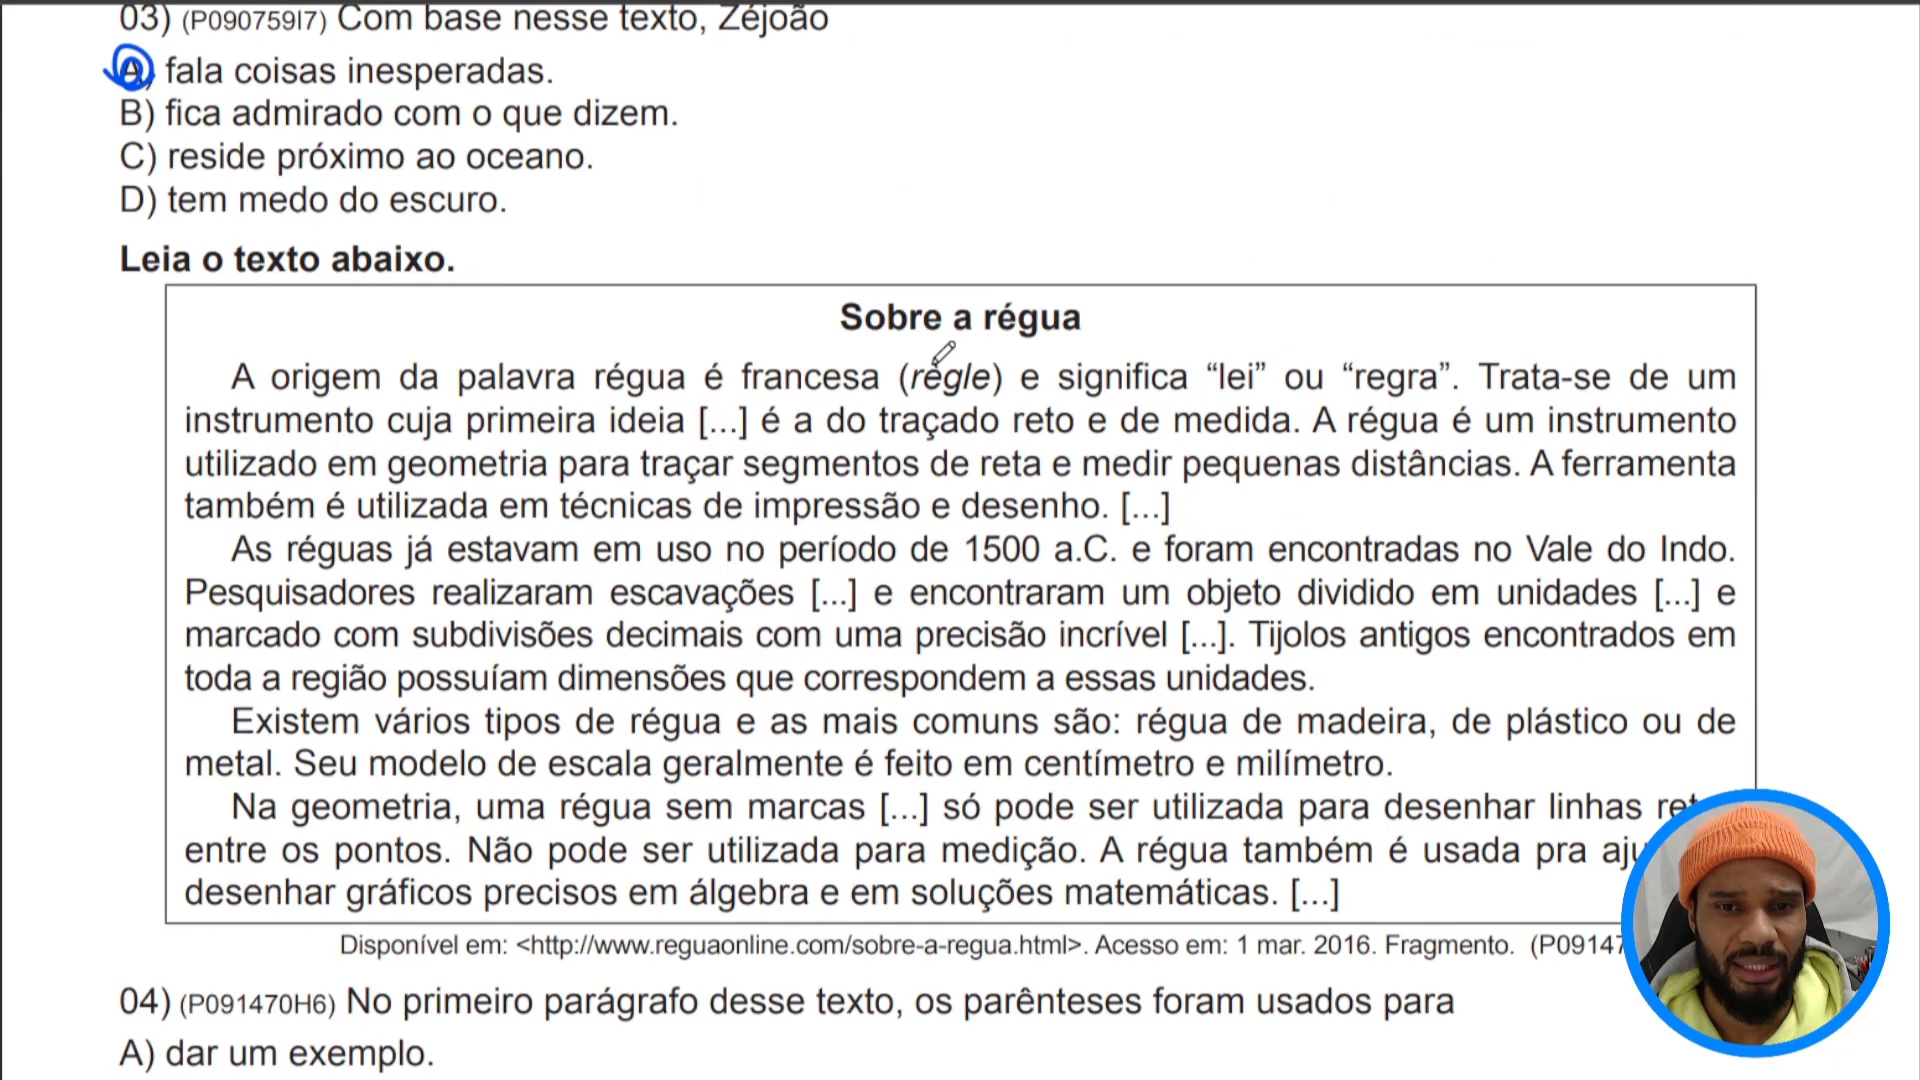 03) (P090759I7) Com base nesse texto, Zéjoão
A) fala coisas inesperadas.
B) fica admirado com o que dizem.
C) reside próximo ao oceano.
D) tem medo do escuro.
Leia o texto abaixo.
Sobre a régua
A origem da palavra régua é francesa (règle) e significa “lei” ou “regra”. Trata-se de um
instrumento cuja primeira ideia [...] é a do traçado reto e de medida. A régua é um instrumento
utilizado em geometria para traçar segmentos de reta e medir pequenas distâncias. A ferramenta
também é utilizada em técnicas de impressão e desenho. [...]
As réguas já estavam em uso no período de 1500 a.C. e foram encontradas no Vale do Indo.
Pesquisadores realizaram escavações [...] e encontraram um objeto dividido em unidades [...] e
marcado com subdivisões decimais com uma precisão incrível [...]. Tijolos antigos encontrados em
toda a região possuíam dimensões que correspondem a essas unidades.
Existem vários tipos de régua e as mais comuns são: régua de madeira, de plástico ou de
metal. Seu modelo de escala geralmente é feito em centímetro e milímetro.
Na geometria, uma régua sem marcas [...] só pode ser utilizada para desenhar linhas
entre os pontos. Não pode ser utilizada para medição. A régua também é usada pra
desenhar gráficos precisos em álgebra e em soluções matemáticas. [...]
Disponível em: <http://www.reguaonline.com/sobre-a-regua.html>. Acesso em: 1 mar. 2016. Fragmento.
04) (P091470H6) No primeiro parágrafo desse texto, os parênteses foram usados para
A) dar um exemplo.